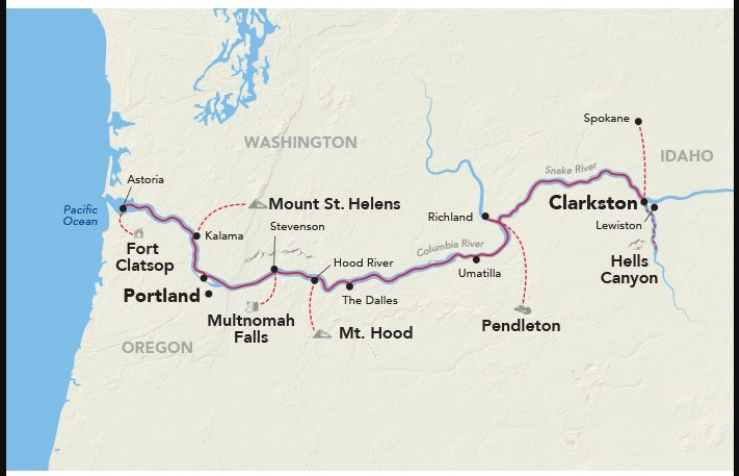 Spokane
WASHINGTON
IDAHO
Snake River
Astoria
Pacific
Ocean
Mount St. Helens
Clarkston
Richland
Lewiston
Stevenson
Kalama
Fort
Clatsop
Columbia River
Hood River
Umatilla
Hells
Canyon
Portland
The Dalles
Multnomah
Falls
Mt. Hood
Pendleton
OREGON